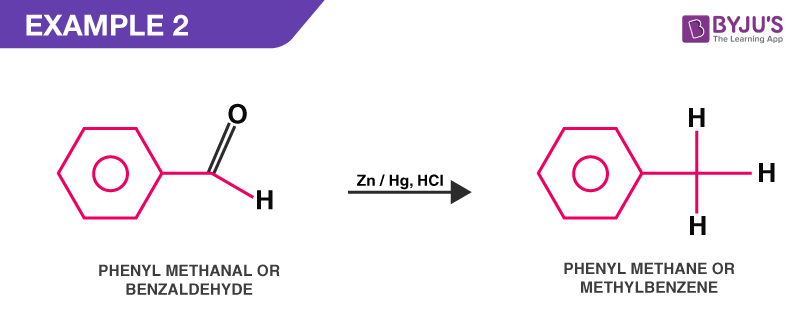 EXAMPLE 2
BYJU'S
The Learning App
O
H
Zn / Hg, HCl
H
H
H
PHENYL METHANAL OR
BENZALDEHYDE
PHENYL METHANE OR
METHYLBENZENE